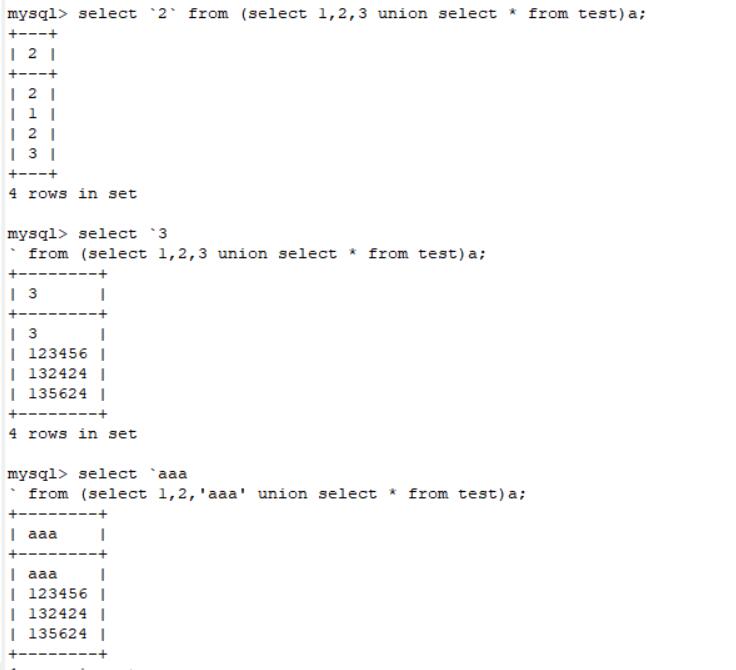 mysql> select `2` from (select 1,2,3 union select * from test)a;
+---+
| 2 |
+---+
| 2 |
| 1 |
| 2 |
| 3 |
+---+
4 rows in set
mysql> select `3
` from (select 1,2,3 union select * from test)a;
+--------+
| 3      |
+--------+
| 3      |
| 123456 |
| 132424 |
| 135624 |
+--------+
4 rows in set
mysql> select `aaa
` from (select 1,2,'aaa' union select * from test)a;
+--------+
| aaa    |
+--------+
| aaa    |
| 123456 |
| 132424 |
| 135624 |
+--------+